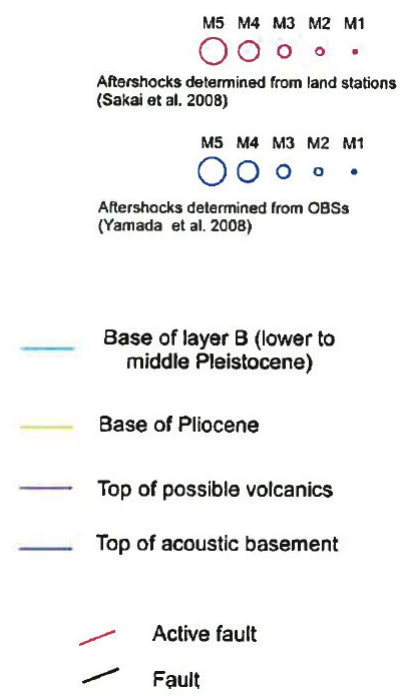 M5 M4 M3 M2 M1
Aftershocks determined from land stations
(Sakai et al. 2008)
M5 M4 M3 M2 M1
Aftershocks determined from OBSs
(Yamada et al. 2008)
Base of layer B (lower to
middle Pleistocene)
Base of Pliocene
Top of possible volcanics
Top of acoustic basement
Active fault
Fault